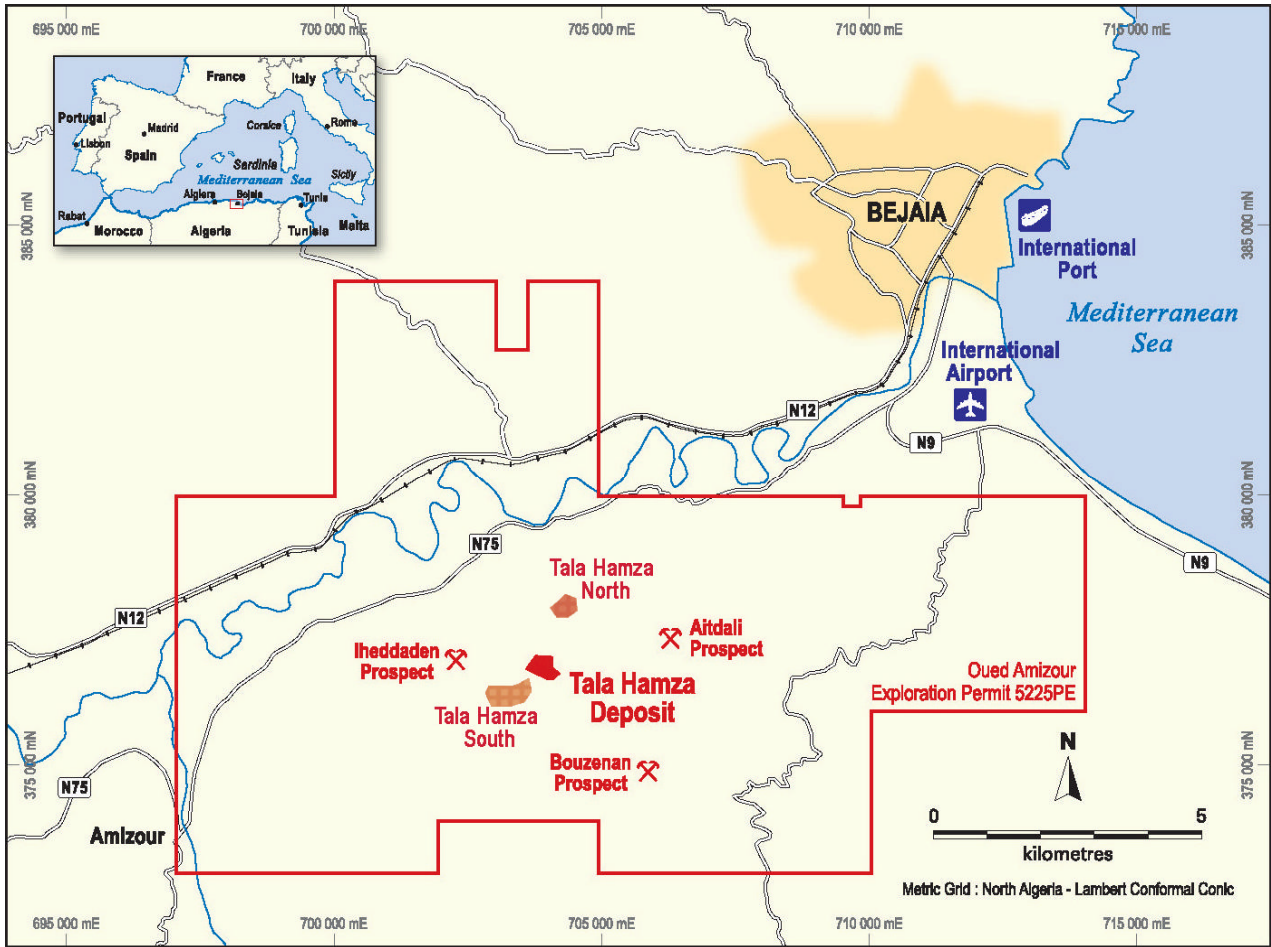 695 000 mE
700 000 mE
705 000 mE
710 000 mE
715 000 mE
France
Italy
Portugal
Madrid
Corsica
Rome
Lisbon
Spain
Sardinia
Sicily
Mediterranean Sea
Algiers
Bejaia
Tunis
Rabat
Morocco
Algeria
Tunisia
Malta
385 000 mN
385 000 mN
BEJAIA
International
Port
Mediterranean
Sea
International
Airport
N12
N9
380 000 mN
380 000 mN
N75
N9
Tala Hamza
North
N12
Aitdali
Prospect
Iheddaden
Prospect
Oued Amizour
Exploration Permit 5225PE
Tala Hamza
Deposit
Tala Hamza
South
N
375 000 mN
375 000 mN
Bouzenan
Prospect
N75
0
5
Amizour
kilometres
Metric Grid : North Algeria - Lambert Conformal Conic
695 000 mE
700 000 mE
705 000 mE
710 000 mE
715 000 mE